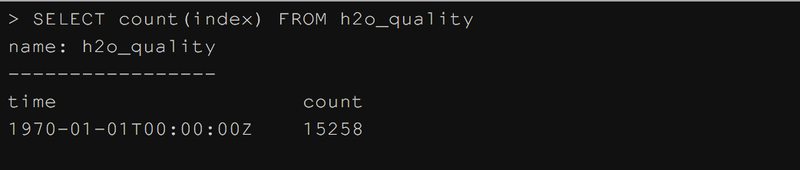 > SELECT count(index) FROM h2o_quality
name: h2o_quality
-----------------
time count
1970-01-01T00:00:00Z 15258